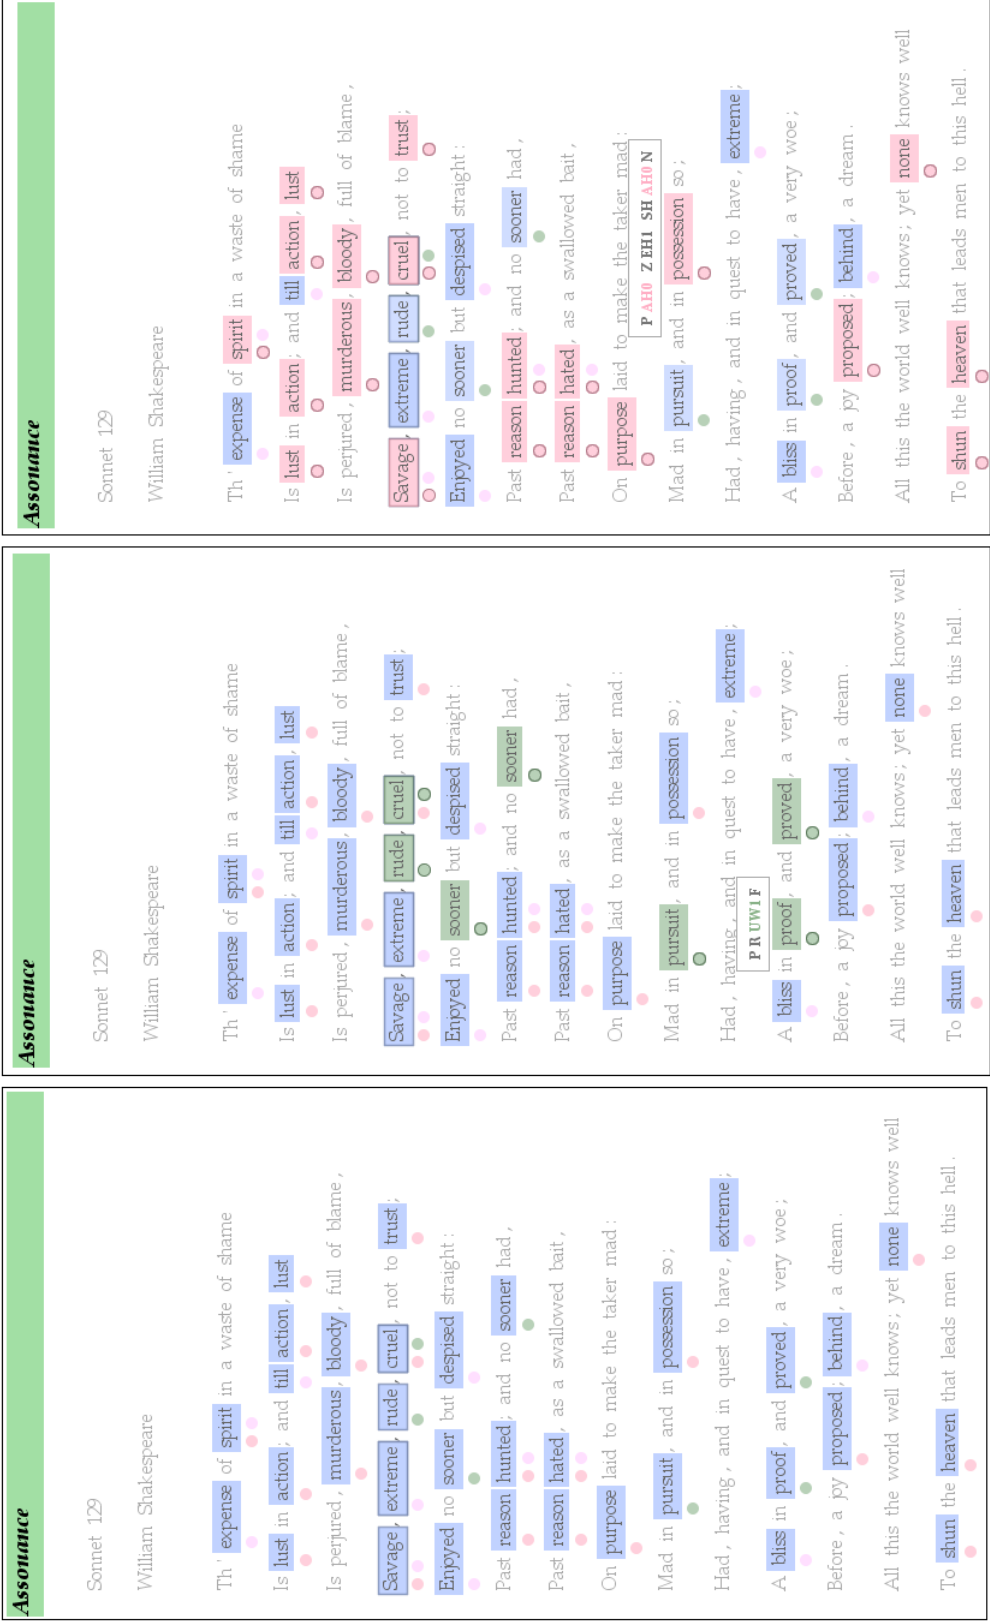 Assonance
Sonnet 129
William Shakespeare
Th ' expense of spirit in a waste of shame
Is lust in action ; and till action , lust
Is perjured , murderous , bloody , full of blame ,
Savage , extreme , rude , cruel , not to trust ;
Enjoyed no sooner but despised straight :
Past reason hunted ; and no sooner had ,
Past reason hated , as a swallowed bait ,
On purpose laid to make the taker mad :
Mad in pursuit , and in possession so ;
Had , having , and in quest to have , extreme ;
A bliss in proof , and proved , a very woe ;
Before , a joy proposed ; behind , a dream .
All this the world well knows ; yet none knows well
To shun the heaven that leads men to this hell .
Assonance
Sonnet 129
William Shakespeare
Th ' expense of spirit in a waste of shame
Is lust in action ; and till action , lust
Is perjured , murderous , bloody , full of blame ,
Savage , extreme , rude , cruel , not to trust ;
Enjoyed no sooner but despised straight :
Past reason hunted ; and no sooner had ,
Past reason hated , as a swallowed bait ,
On purpose laid to make the taker mad :
Mad in pursuit , and in possession so ;
Had , having , and in quest to have , extreme ;
P R UW1 F
A bliss in proof , and proved , a very woe ;
Before , a joy proposed ; behind , a dream .
All this the world well knows ; yet none knows well
To shun the heaven that leads men to this hell .
Assonance
Sonnet 129
William Shakespeare
Th ' expense of spirit in a waste of shame
Is lust in action ; and till action , lust
Is perjured , murderous , bloody , full of blame ,
Savage , extreme , rude , cruel , not to trust ;
Enjoyed no sooner but despised straight :
Past reason hunted ; and no sooner had ,
Past reason hated , as a swallowed bait ,
On purpose laid to make the taker mad :
P AH0 Z EH1 SH AH0 N
Mad in pursuit , and in possession so ;
Had , having , and in quest to have , extreme ;
A bliss in proof , and proved , a very woe ;
Before , a joy proposed ; behind , a dream .
All this the world well knows ; yet none knows well
To shun the heaven that leads men to this hell .